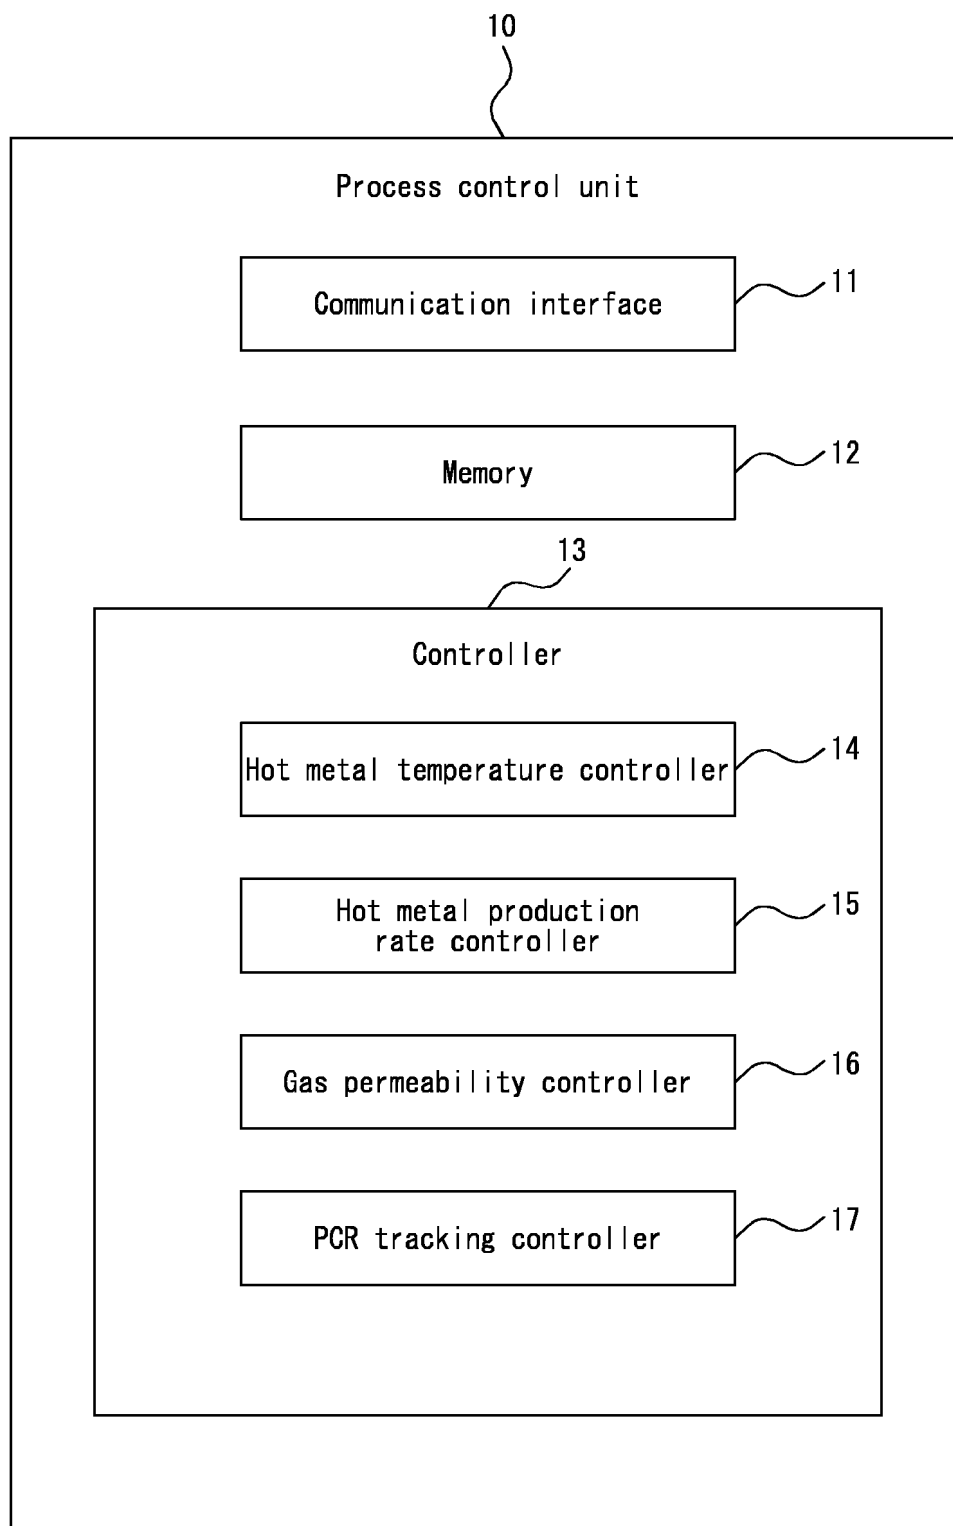 10
Process control unit
Communication interface
11
Memory
12
13
Controller
Hot metal temperature controller
14
Hot metal production
rate controller
15
Gas permeability controller
16
PCR tracking controller
17